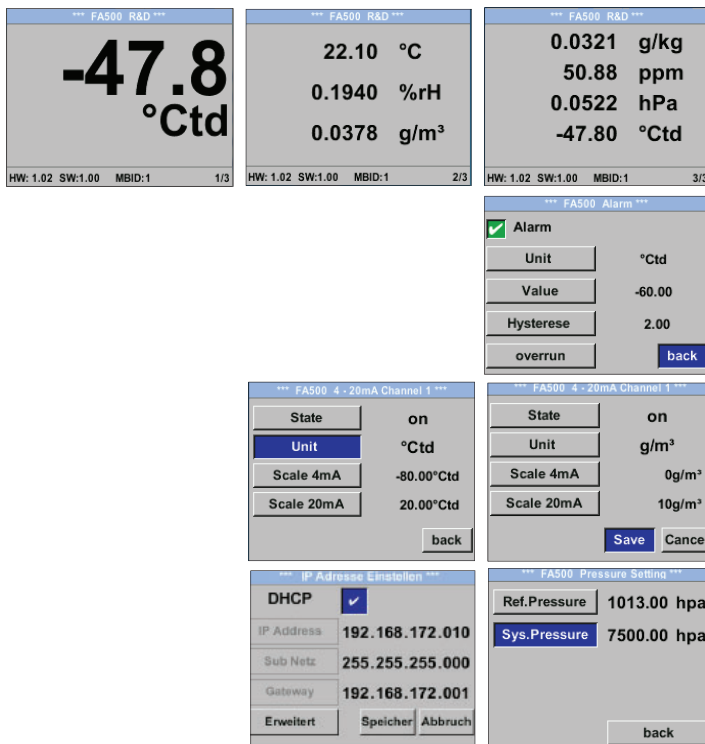 *** FA500 R&D ***
-47.8
°Ctd
HW: 1.02 SW:1.00 MBID:1 1/3
*** FA500 R&D ***
22.10 °C
0.1940 %rH
0.0378 g/m³
HW: 1.02 SW:1.00 MBID:1 2/3
*** FA500 R&D ***
0.0321 g/kg
50.88 ppm
0.0522 hPa
-47.80 °Ctd
HW: 1.02 SW:1.00 MBID:1 3/3
*** FA500 Alarm ***
Alarm
Unit °Ctd
Value -60.00
Hysterese 2.00
overrun back
*** FA500 4 - 20mA Channel 1 ***
State on
Unit °Ctd
Scale 4mA -80.00°Ctd
Scale 20mA 20.00°Ctd
back
*** FA500 4 - 20mA Channel 1 ***
State on
Unit g/m³
Scale 4mA 0g/m³
Scale 20mA 10g/m³
Save Cance
*** IP Adresse Einstellen ***
DHCP
IP Address 192.168.172.010
Sub Netz 255.255.255.000
Gateway 192.168.172.001
Erweitert Speicher Abbruch
*** FA500 Pressure Setting ***
Ref.Pressure 1013.00 hpa
Sys.Pressure 7500.00 hpa
back